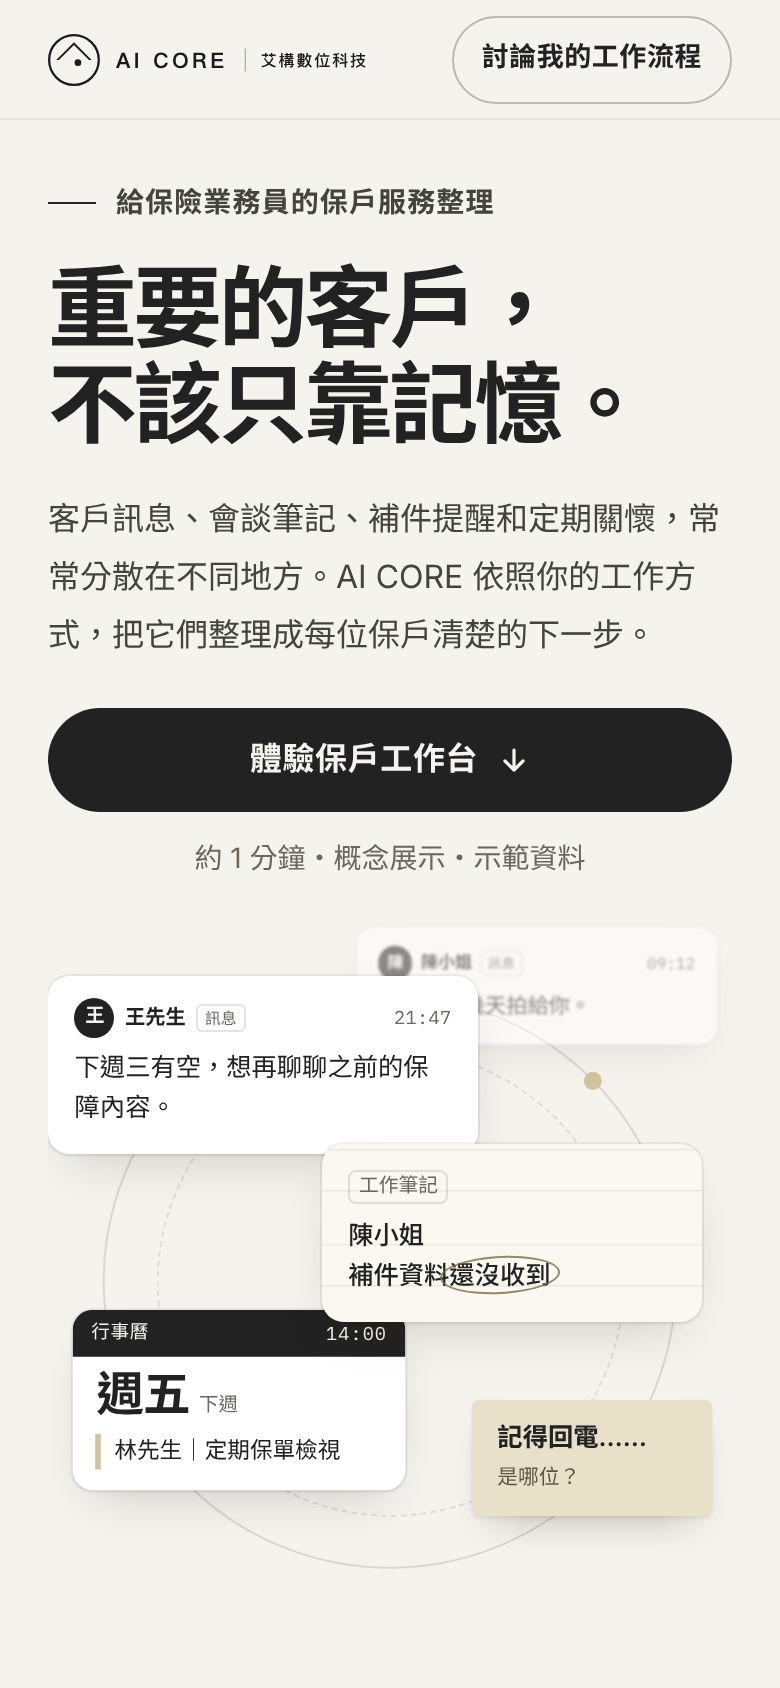 AI CORE | 艾構數位科技
討論我的工作流程
給保險業務員的保戶服務整理
重要的客戶，
不該只靠記憶。
客戶訊息、會談筆記、補件提醒和定期關懷，常
常分散在不同地方。AI CORE 依照你的工作方
式，把它們整理成每位保戶清楚的下一步。
體驗保戶工作台 ↓
約 1 分鐘・概念展示・示範資料
陳 陳小姐 訊息 09:12
天拍給你。
王 王先生 訊息 21:47
下週三有空，想再聊聊之前的保
障內容。
工作筆記
陳小姐
補件資料還沒收到
行事曆 14:00
週五 下週
林先生｜定期保單檢視
記得回電……
是哪位？